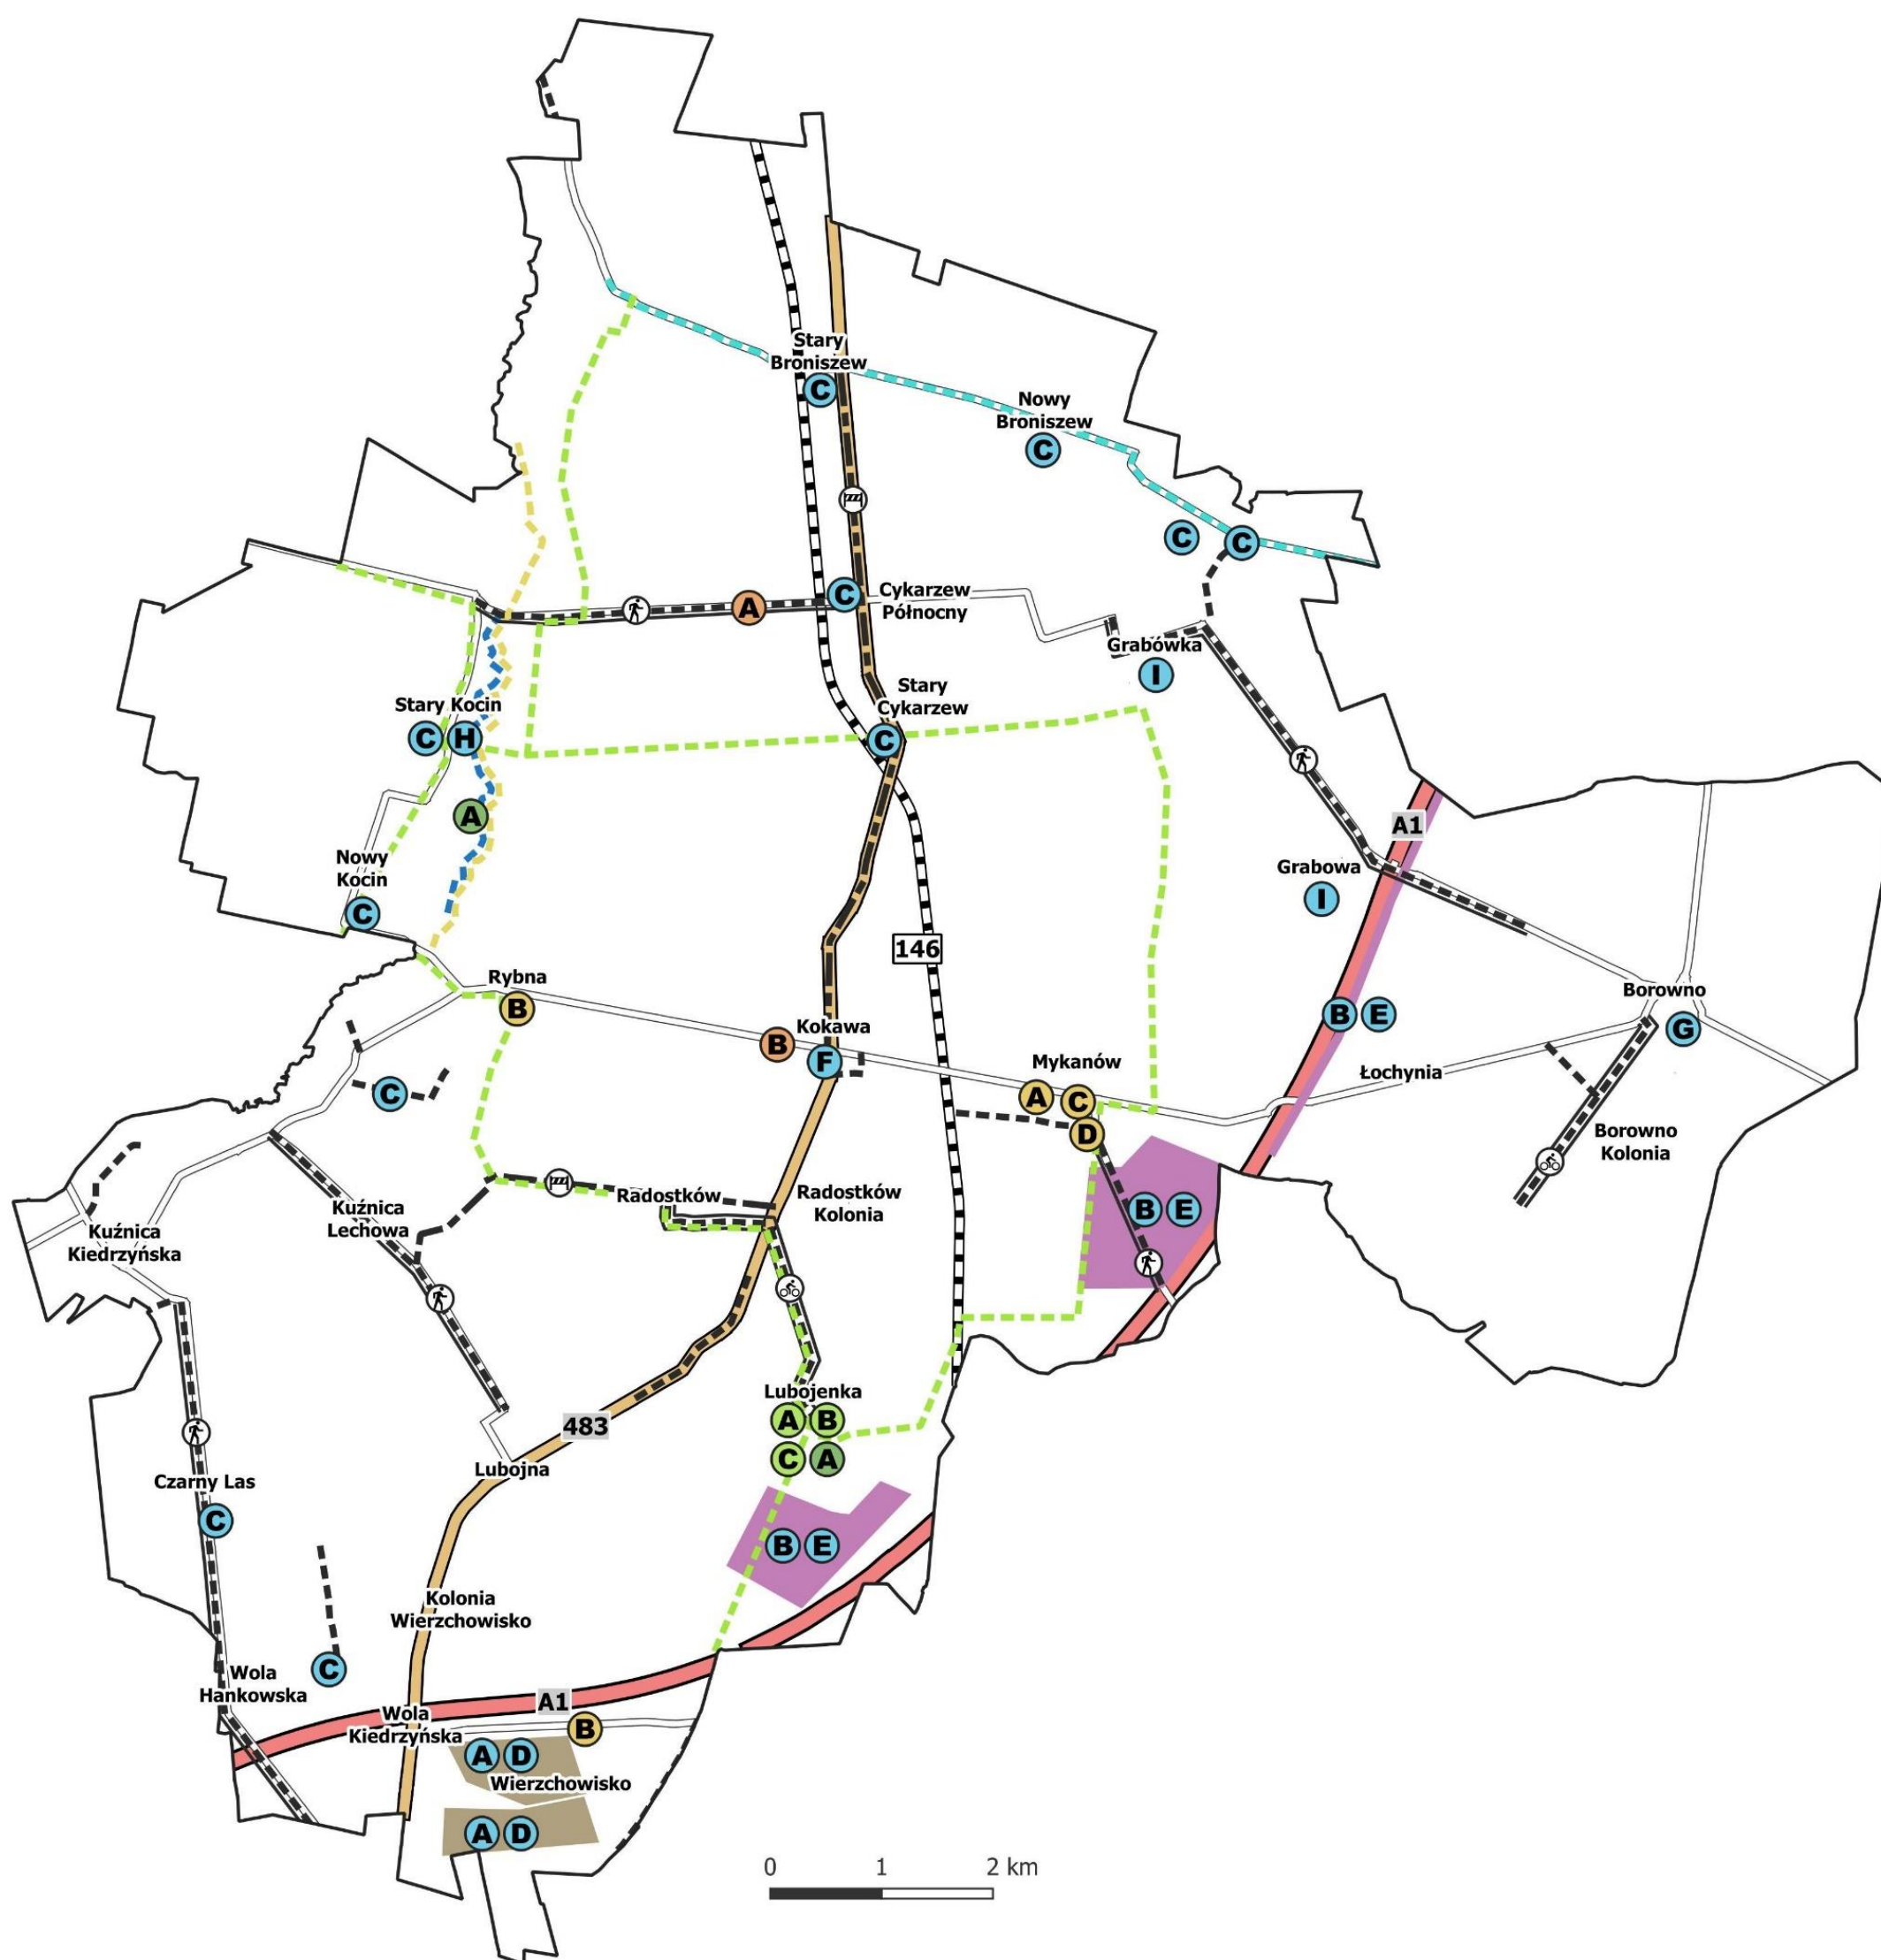 Stary
Broniszew
C
Nowy
Broniszew
C
C
C
A
C
Cykarzew
Północny
Grabówka
I
Stary Kocin
C
H
Stary
Cykarzew
C
A
A1
Nowy
Kocin
C
Grabowa
I
146
Rybna
B
Borowno
G
B
E
Kokawa
B
F
Mykanów
A
C
D
Łochynia
C
Borowno
Kolonia
Kuźnica
Lechowa
Radostków
Radostków
Kolonia
B
E
Kuźnica
Kiedrzyńska
Lubojenka
A
B
C
A
483
Lubojna
Czarny Las
C
B
E
Kolonia
Wierzchowisko
C
Wola
Hankowska
A1
Wola
Kiedrzyńska
B
A
D
Wierzchowisko
A
D
0
1
2 km